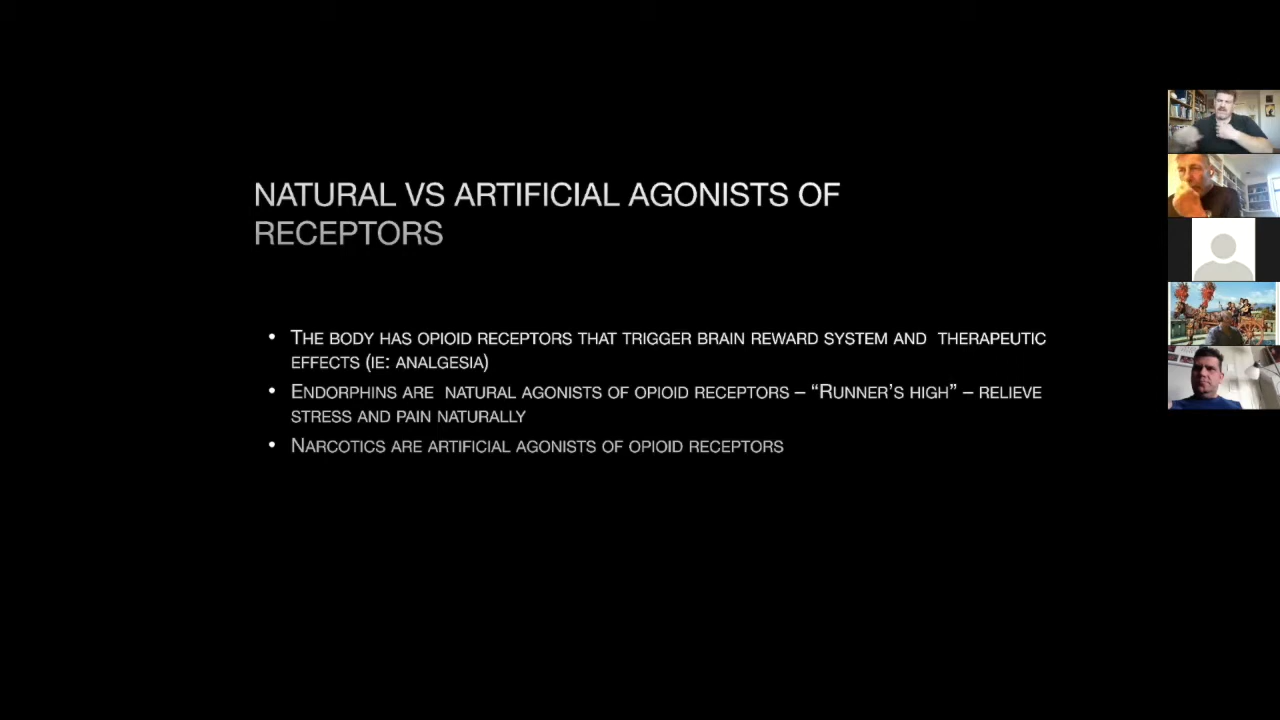 NATURAL VS ARTIFICIAL AGONISTS OF
RECEPTORS
• THE BODY HAS OPIOID RECEPTORS THAT TRIGGER BRAIN REWARD SYSTEM AND THERAPEUTIC
EFFECTS (IE: ANALGESIA)
• ENDORPHINS ARE NATURAL AGONISTS OF OPIOID RECEPTORS – “RUNNER’S HIGH” – RELIEVE
STRESS AND PAIN NATURALLY
• NARCOTICS ARE ARTIFICIAL AGONISTS OF OPIOID RECEPTORS